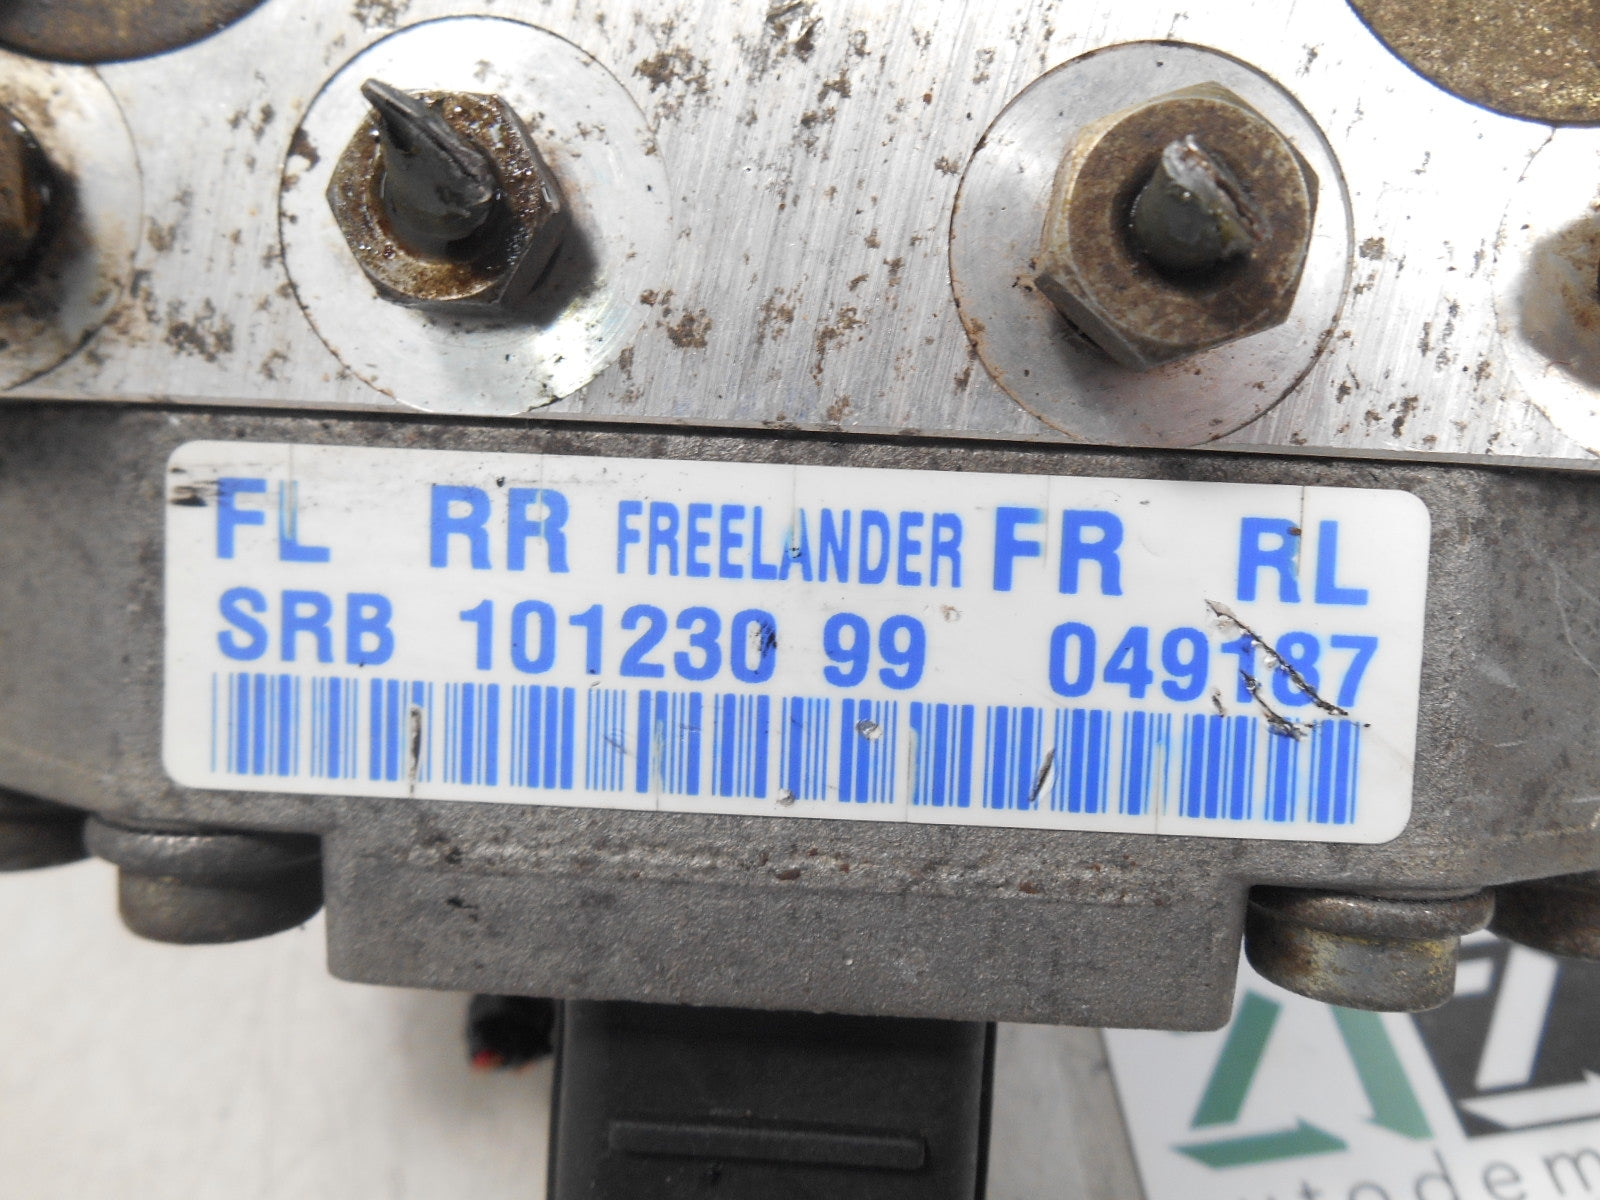 FL RR FREELANDER FR RL
SRB 101230 99 049187